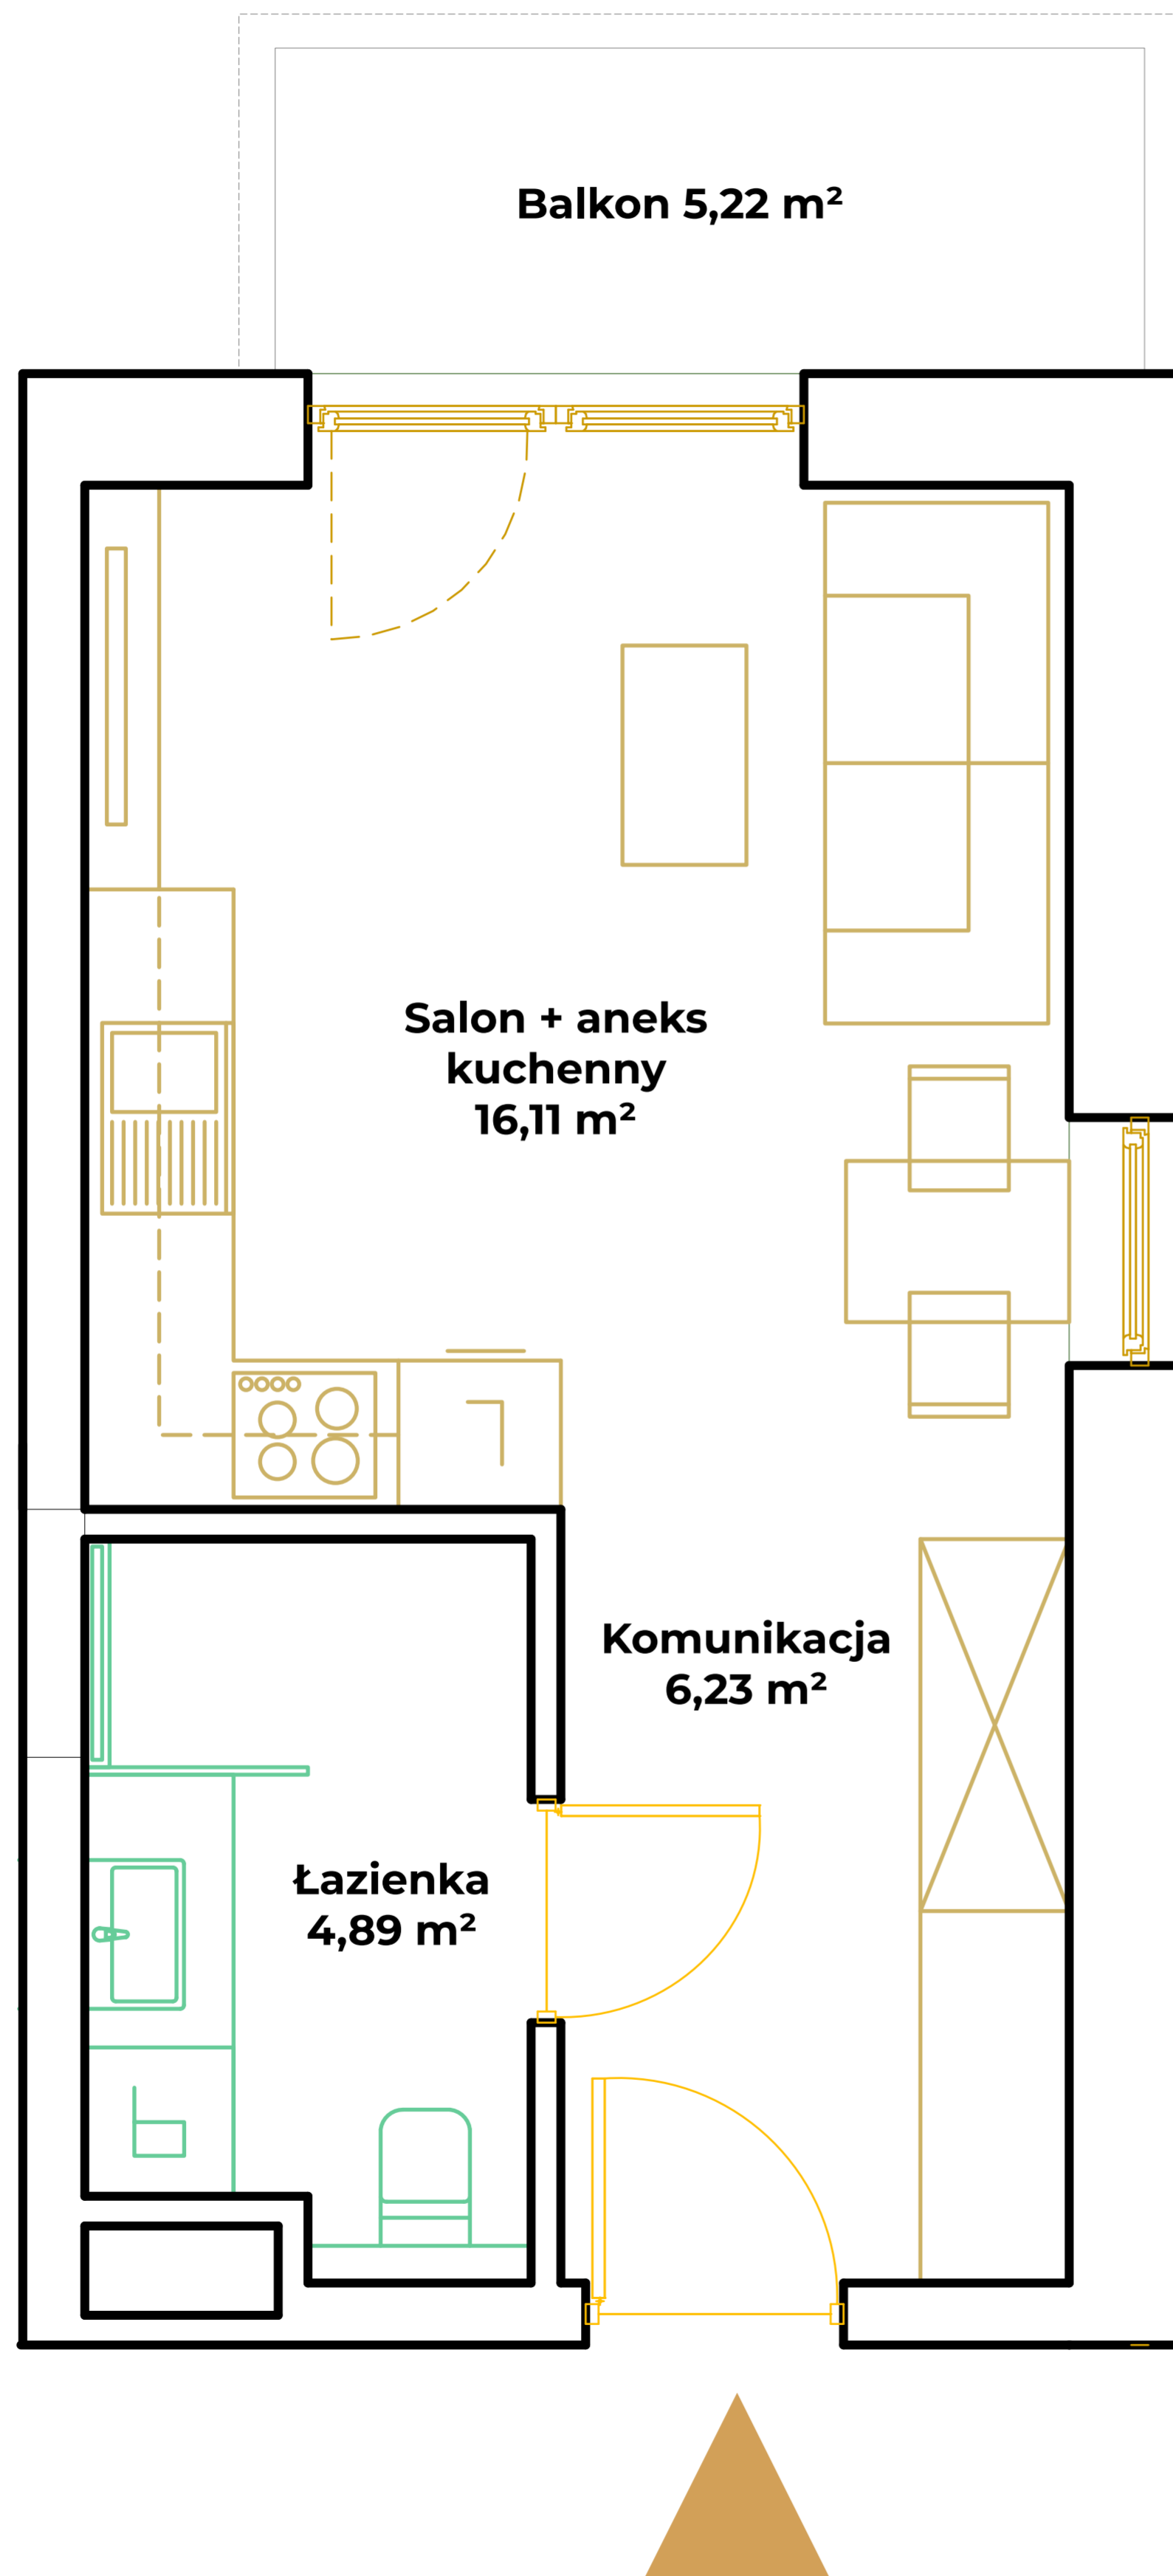 Balkon 5,22 m²
Salon + aneks
kuchenny
16,11 m²
Komunikacja
6,23 m²
Łazienka
4,89 m²